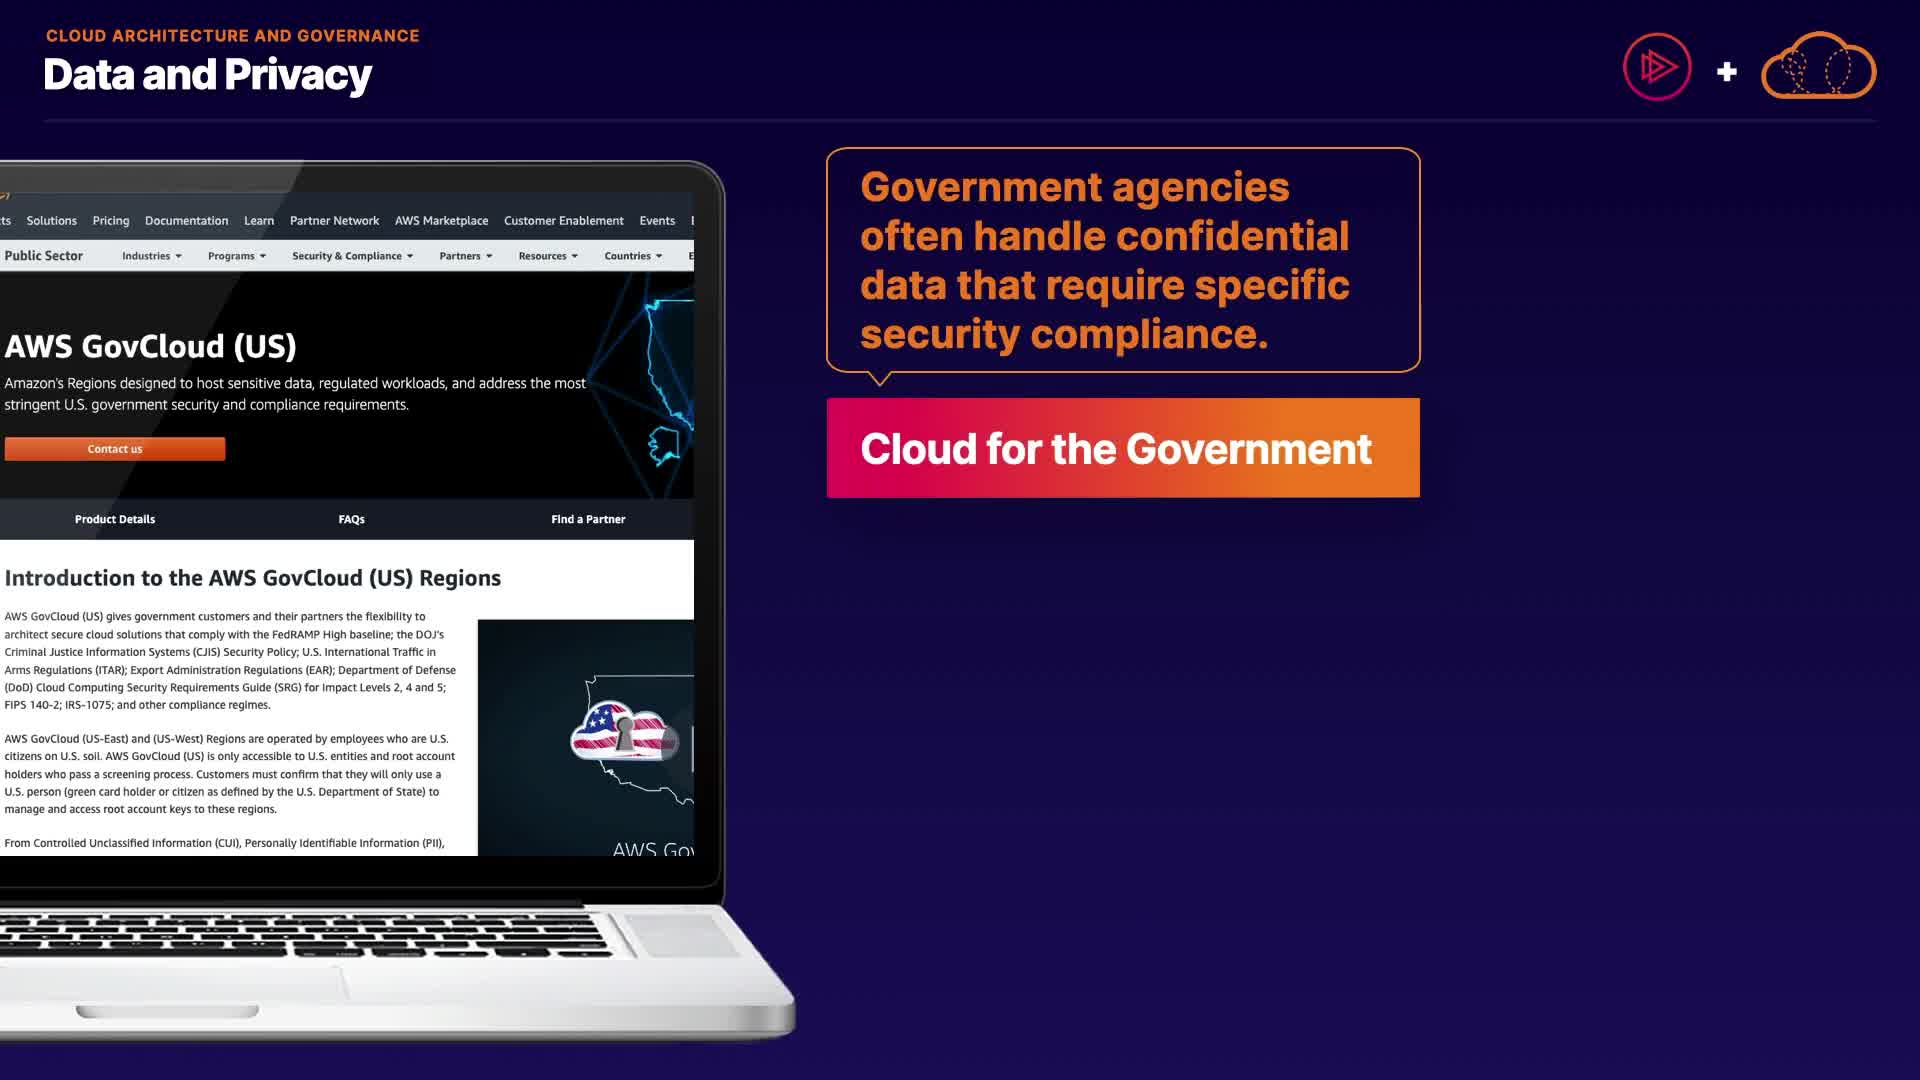 CLOUD ARCHITECTURE AND GOVERNANCE
Data and Privacy
Solutions Pricing Documentation Learn Partner Network AWS Marketplace Customer Enablement Events
Public Sector Industries Programs Security & Compliance Partners Resources Countries
AWS GovCloud (US)
Amazon's Regions designed to host sensitive data, regulated workloads, and address the most
stringent U.S. government security and compliance requirements.
Contact us
Product Details FAQs Find a Partner
Introduction to the AWS GovCloud (US) Regions
AWS GovCloud (US) gives government customers and their partners the flexibility to
architect secure cloud solutions that comply with the FedRAMP High baseline; the DOJ's
Criminal Justice Information Systems (CJIS) Security Policy; U.S. International Traffic in
Arms Regulations (ITAR); Export Administration Regulations (EAR); Department of Defense
(DoD) Cloud Computing Security Requirements Guide (SRG) for Impact Levels 2, 4 and 5;
FIPS 140-2; IRS-1075; and other compliance regimes.
AWS GovCloud (US-East) and (US-West) Regions are operated by employees who are U.S.
citizens on U.S. soil. AWS GovCloud (US) is only accessible to U.S. entities and root account
holders who pass a screening process. Customers must confirm that they will only use a
U.S. person (green card holder or citizen as defined by the U.S. Department of State) to
manage and access root account keys to these regions.
From Controlled Unclassified Information (CUI), Personally Identifiable Information (PII),
AWS Gov
Government agencies
often handle confidential
data that require specific
security compliance.
Cloud for the Government